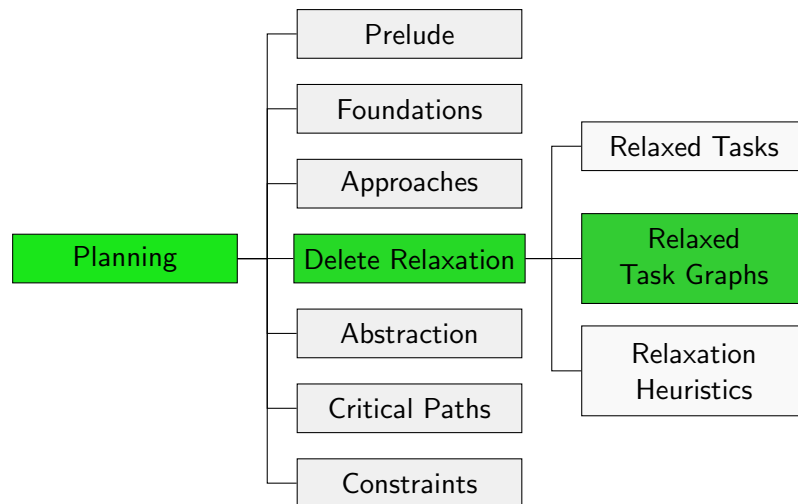 Prelude
Foundations
Approaches
Planning
Delete Relaxation
Abstraction
Critical Paths
Constraints
Relaxed Tasks
Relaxed
Task Graphs
Relaxation
Heuristics